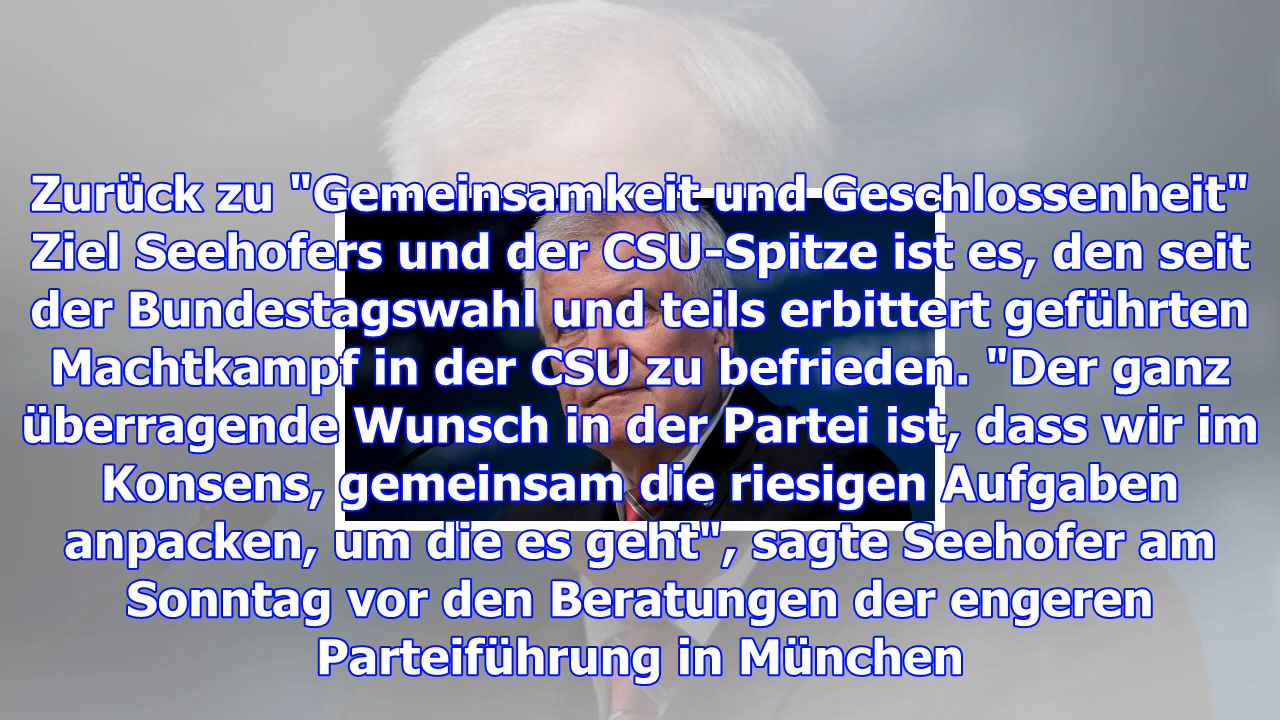 Zurück zu "Gemeinsamkeit und Geschlossenheit"
Ziel Seehofers und der CSU-Spitze ist es, den seit
der Bundestagswahl und teils erbittert geführten
Machtkampf in der CSU zu befrieden. "Der ganz
überragende Wunsch in der Partei ist, dass wir im
Konsens, gemeinsam die riesigen Aufgaben
anpacken, um die es geht", sagte Seehofer am
Sonntag vor den Beratungen der engeren
Parteiführung in München